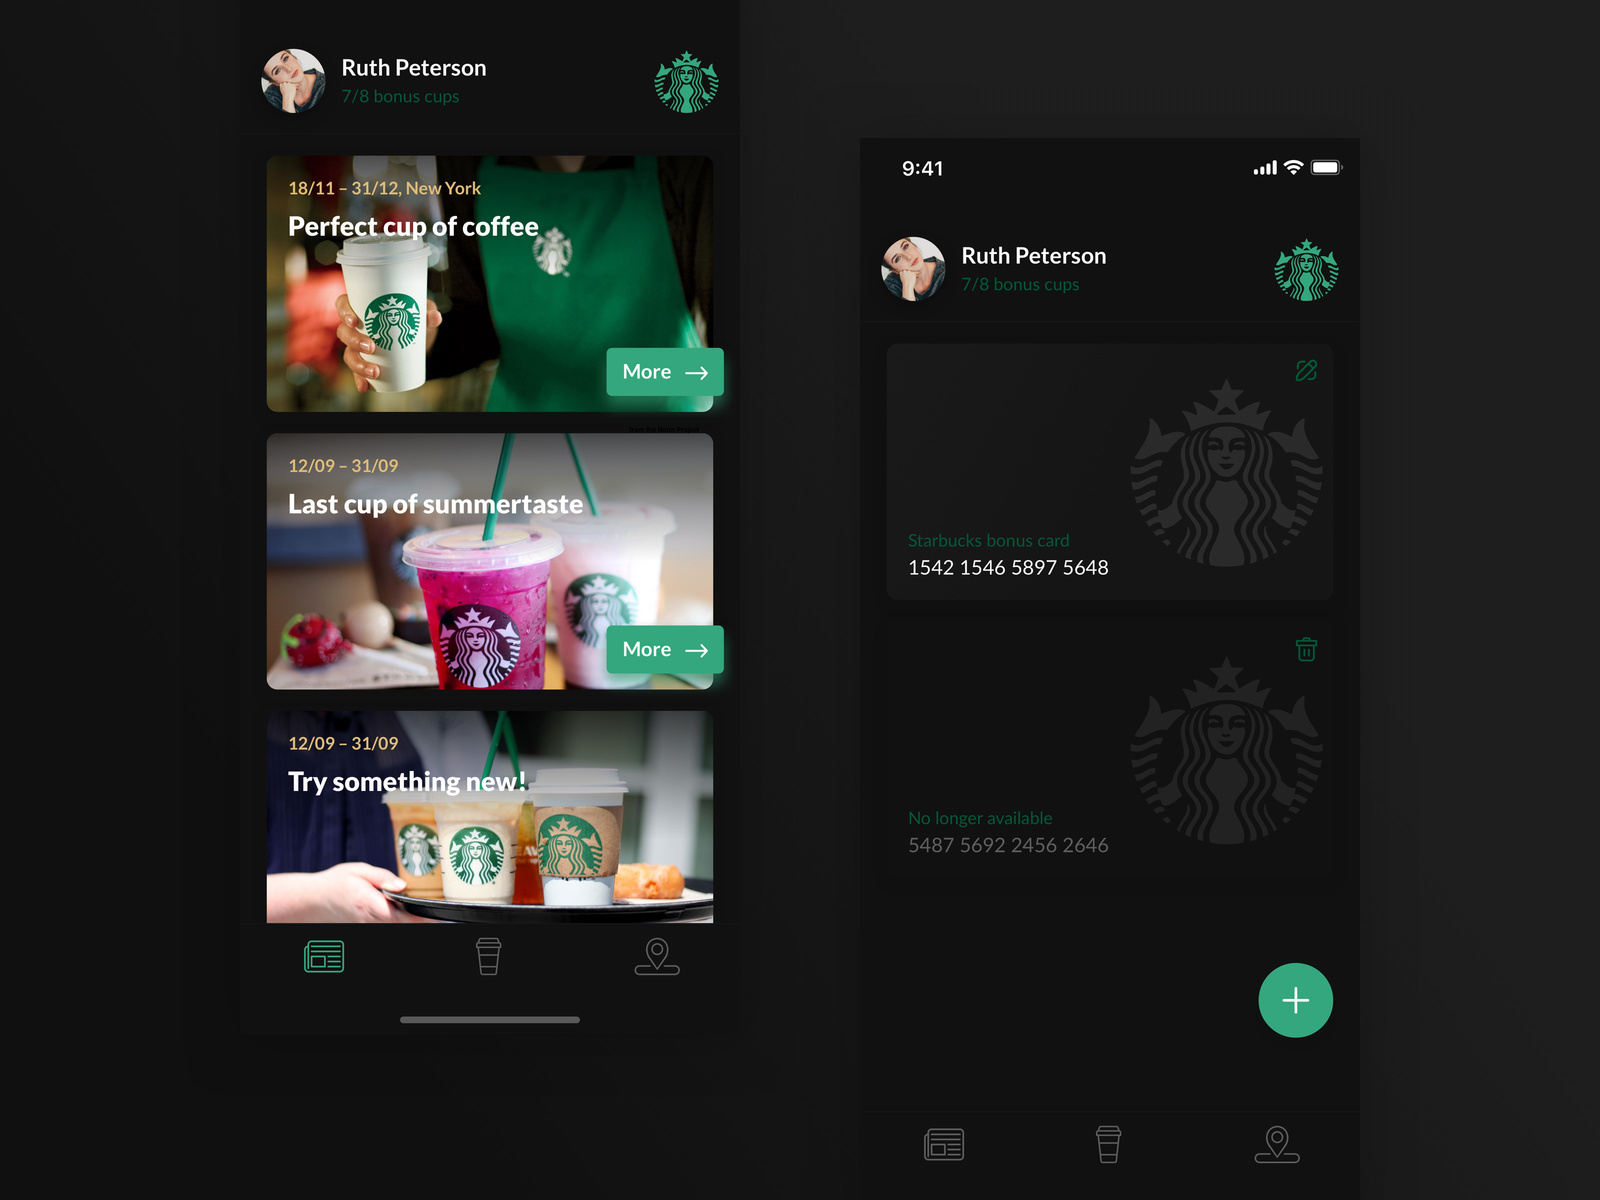 Ruth Peterson
7/8 bonus cups
18/11 – 31/12, New York
Perfect cup of coffee
More
12/09 – 31/09
Last cup of summertaste
More
12/09 – 31/09
Try something new!
9:41
Ruth Peterson
7/8 bonus cups
Starbucks bonus card
1542 1546 5897 5648
No longer available
5487 5692 2456 2646